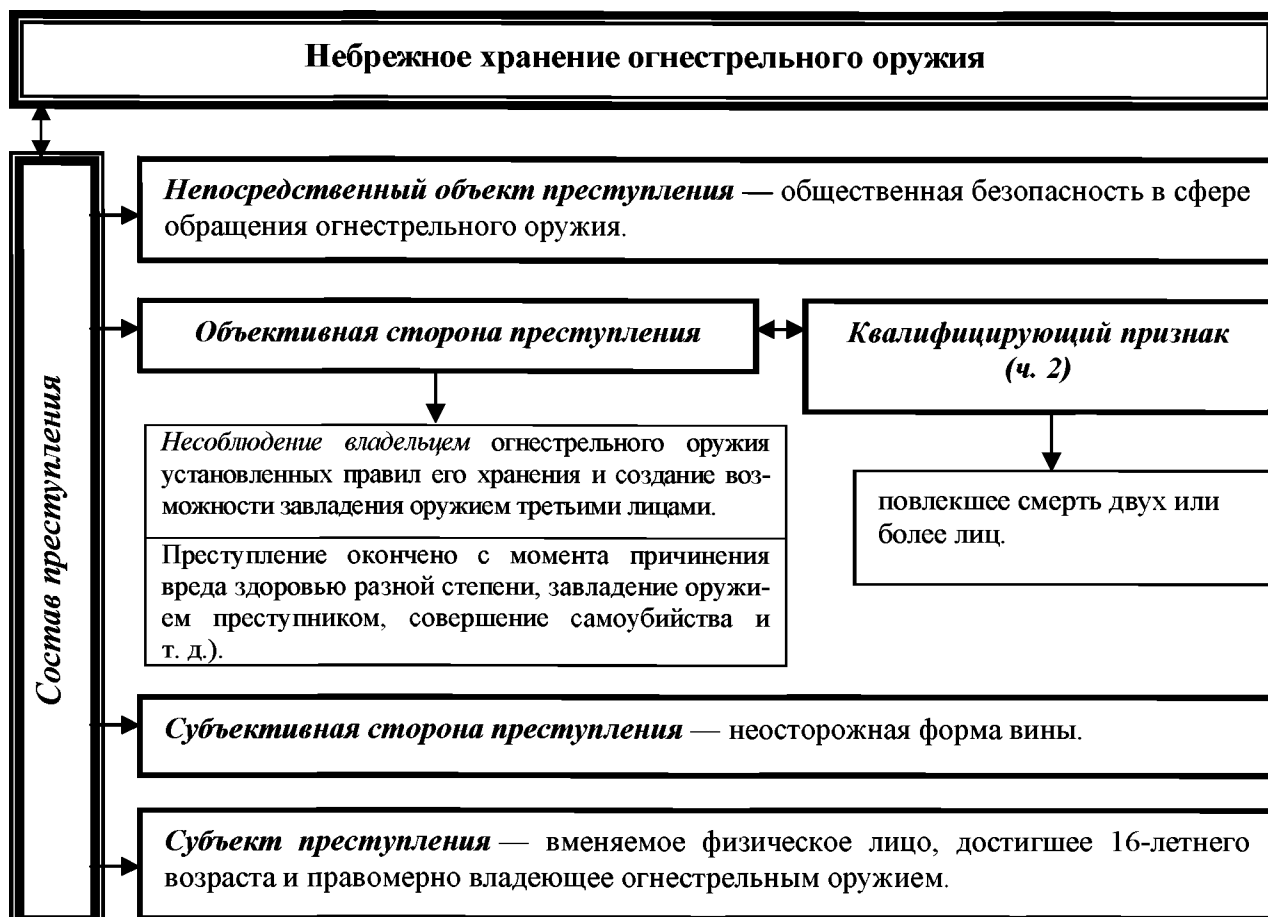 Небрежное хранение огнестрельного оружия
Состав преступления
Непосредственный объект преступления — общественная безопасность в сфере
обращения огнестрельного оружия.
Объективная сторона преступления
Квалифицирующий признак
(ч. 2)
Несоблюдение владельцем огнестрельного оружия
установленных правил его хранения и создание воз-
можности завладения оружием третьими лицами.
Преступление окончено с момента причинения
вреда здоровью разной степени, завладение оружи-
ем преступником, совершение самоубийства и
т. д.).
повлекшее смерть двух или
более лиц.
Субъективная сторона преступления — неосторожная форма вины.
Субъект преступления — вменяемое физическое лицо, достигшее 16-летнего
возраста и правомерно владеющее огнестрельным оружием.